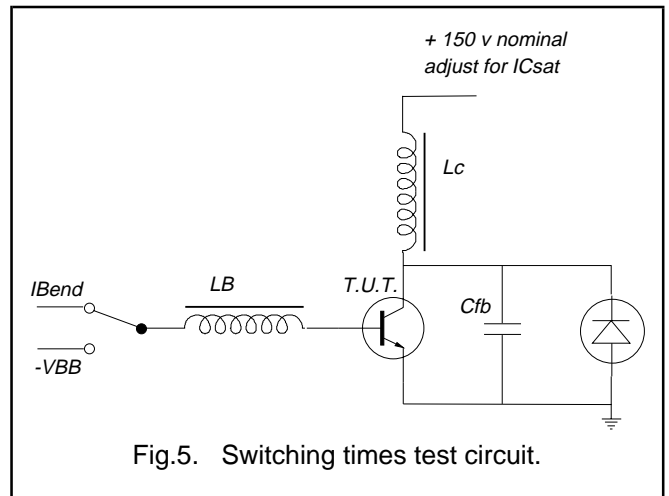 + 150 v nominal
adjust for ICsat
Lc
IBend
LB
T.U.T.
Cfb
-VBB
Fig.5. Switching times test circuit.